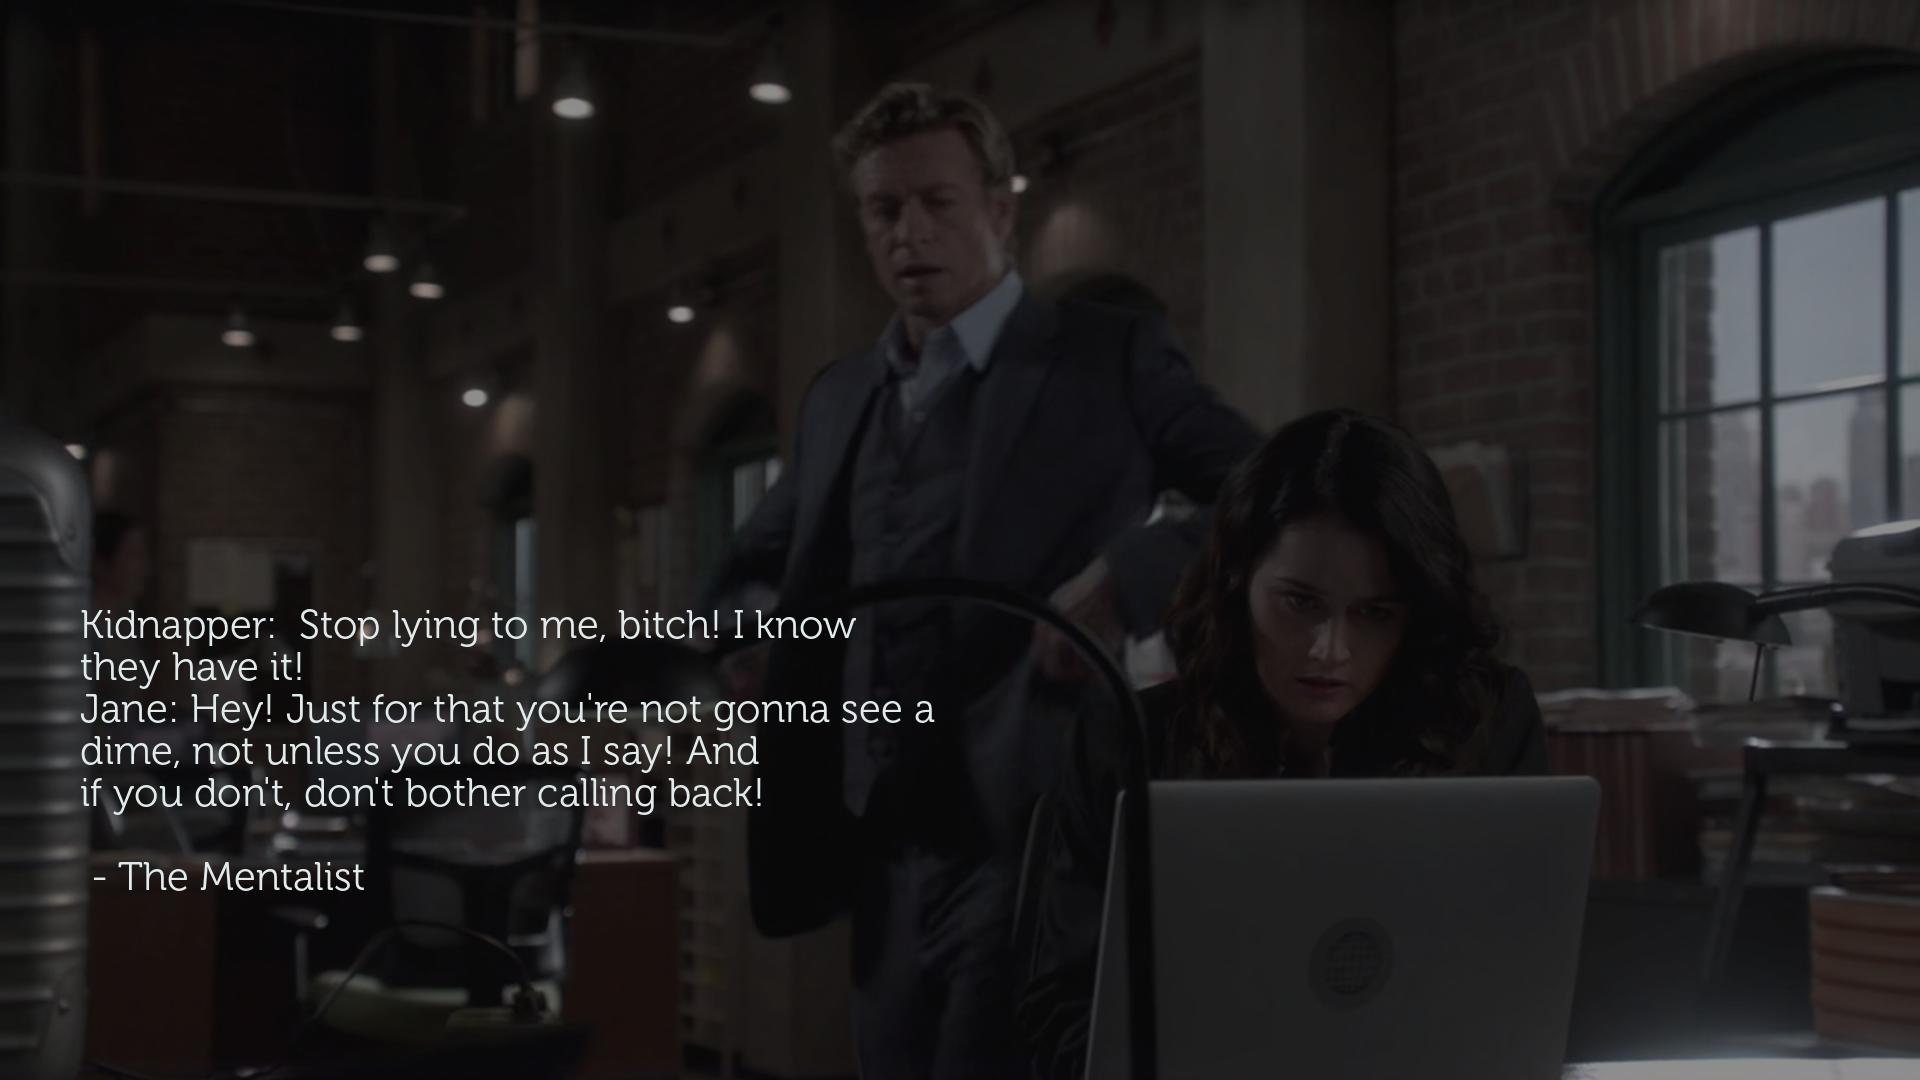 Kidnapper:  Stop lying to me, bitch! I know
they have it!
Jane: Hey! Just for that you're not gonna see a
dime, not unless you do as I say! And
if you don't, don't bother calling back!
- The Mentalist